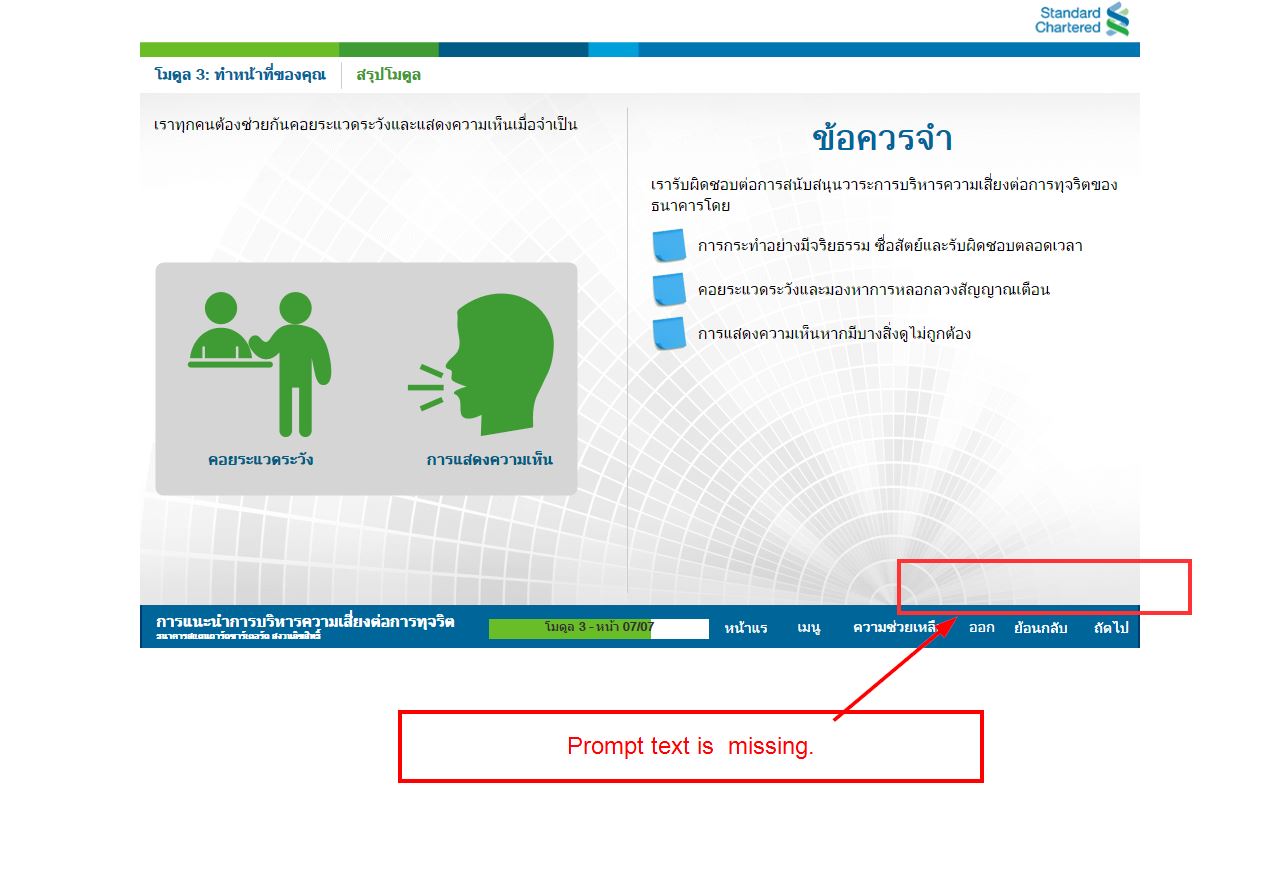 Standard
Chartered
โมดูล 3: ทำหน้าที่ของคุณ
สรุปโมดูล
เราทุกคนต้องช่วยกันคอยระแวดระวังและแสดงความเห็นเมื่อจำเป็น
คอยระแวดระวัง
การแสดงความเห็น
ข้อควรจำ
เรารับผิดชอบต่อการสนับสนุนวาระการบริหารความเสี่ยงต่อการทุจริตของ
ธนาคารโดย
การกระทำอย่างมีจริยธรรม ซื่อสัตย์และรับผิดชอบตลอดเวลา
คอยระแวดระวังและมองหาการหลอกลวงสัญญาณเตือน
การแสดงความเห็นหากมีบางสิ่งดูไม่ถูกต้อง
การแนะนำการบริหารความเสี่ยงต่อการทุจริต
โมดูล 3 - หน้า 07/07
หน้าแร
เมนู
ความช่วยเหลื
ออก
ย้อนกลับ
ถัดไป
Prompt text is missing.